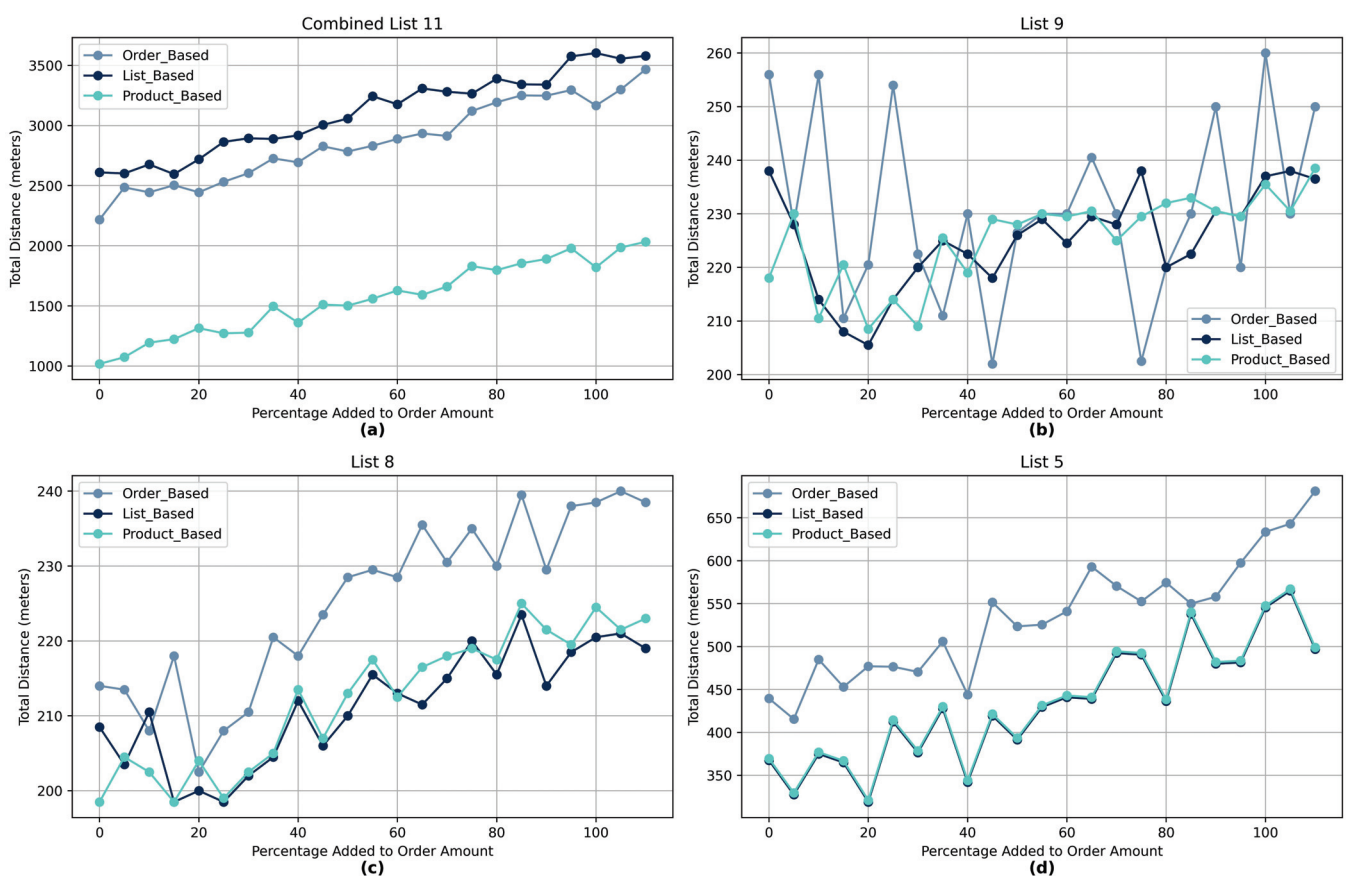 Combined List 11
Order_Based
List_Based
Product_Based
3500
3000
2500
2000
1500
1000
Total Distance (meters)
0 20 40 60 80 100
Percentage Added to Order Amount
(a)
List 9
260
250
240
230
220
210
200
Total Distance (meters)
Order_Based
List_Based
Product_Based
0 20 40 60 80 100
Percentage Added to Order Amount
(b)
List 8
Order_Based
List_Based
Product_Based
240
230
220
210
200
Total Distance (meters)
0 20 40 60 80 100
Percentage Added to Order Amount
(c)
List 5
Order_Based
List_Based
Product_Based
650
600
550
500
450
400
350
Total Distance (meters)
0 20 40 60 80 100
Percentage Added to Order Amount
(d)